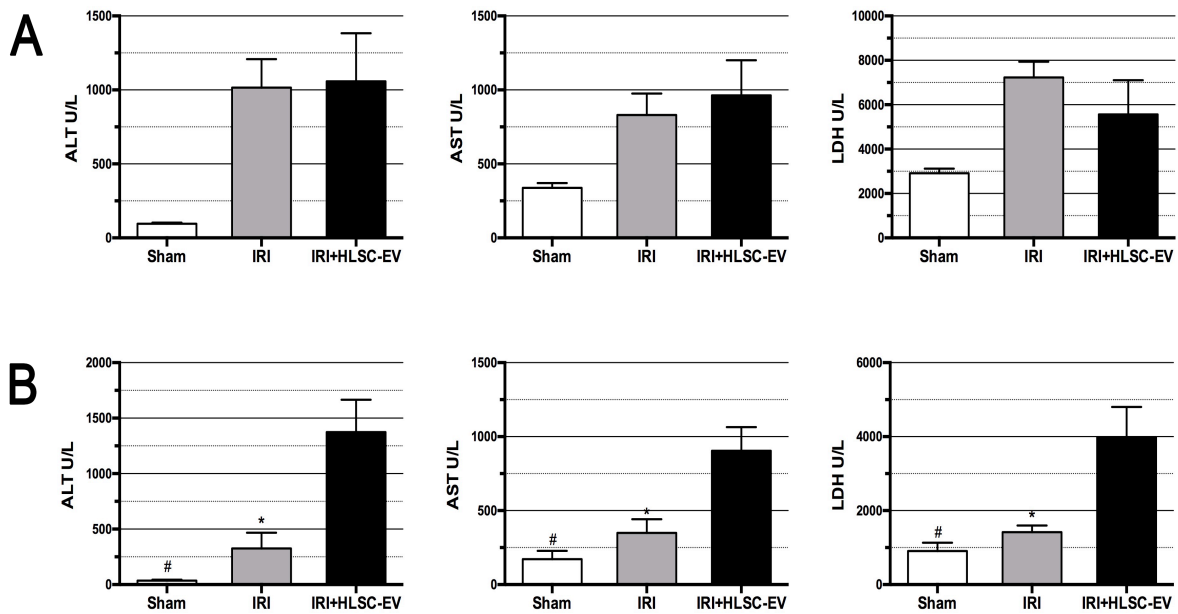 A
ALT U/L
1500
1000
500
0
Sham IRI IRI+HLSC-EV
AST U/L
1500
1000
500
0
Sham IRI IRI+HLSC-EV
LDH U/L
10000
8000
6000
4000
2000
0
Sham IRI IRI+HLSC-EV
B
ALT U/L
2000
1500
1000
500
0
#
*
Sham IRI IRI+HLSC-EV
AST U/L
1500
1000
500
0
#
*
Sham IRI IRI+HLSC-EV
LDH U/L
6000
4000
2000
0
#
*
Sham IRI IRI+HLSC-EV